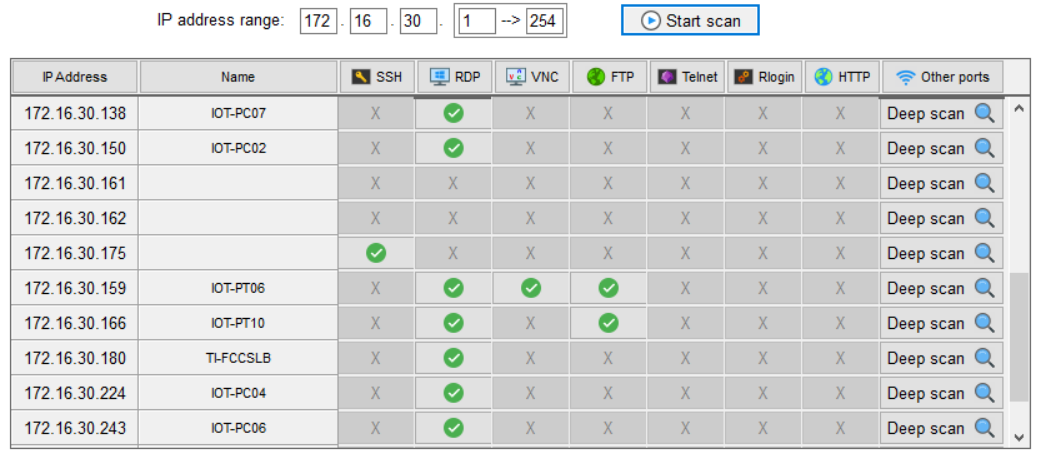 IP address range: 172 . 16 . 30 . 1 --> 254 Start scan
IP Address Name SSH RDP VNC FTP Telnet Rlogin HTTP Other ports
172.16.30.138 IOT-PC07 X X X X X X Deep scan
172.16.30.150 IOT-PC02 X X X X X X Deep scan
172.16.30.161 X X X X X X X Deep scan
172.16.30.162 X X X X X X X Deep scan
172.16.30.175 X X X X X X Deep scan
172.16.30.159 IOT-PT06 X X X X Deep scan
172.16.30.166 IOT-PT10 X X X X X Deep scan
172.16.30.180 TI-FCCSLB X X X X X X Deep scan
172.16.30.224 IOT-PC04 X X X X X X Deep scan
172.16.30.243 IOT-PC06 X X X X X X Deep scan